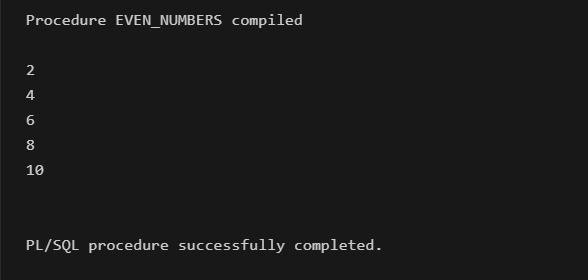 Procedure EVEN_NUMBERS compiled
2
4
6
8
10
PL/SQL procedure successfully completed.